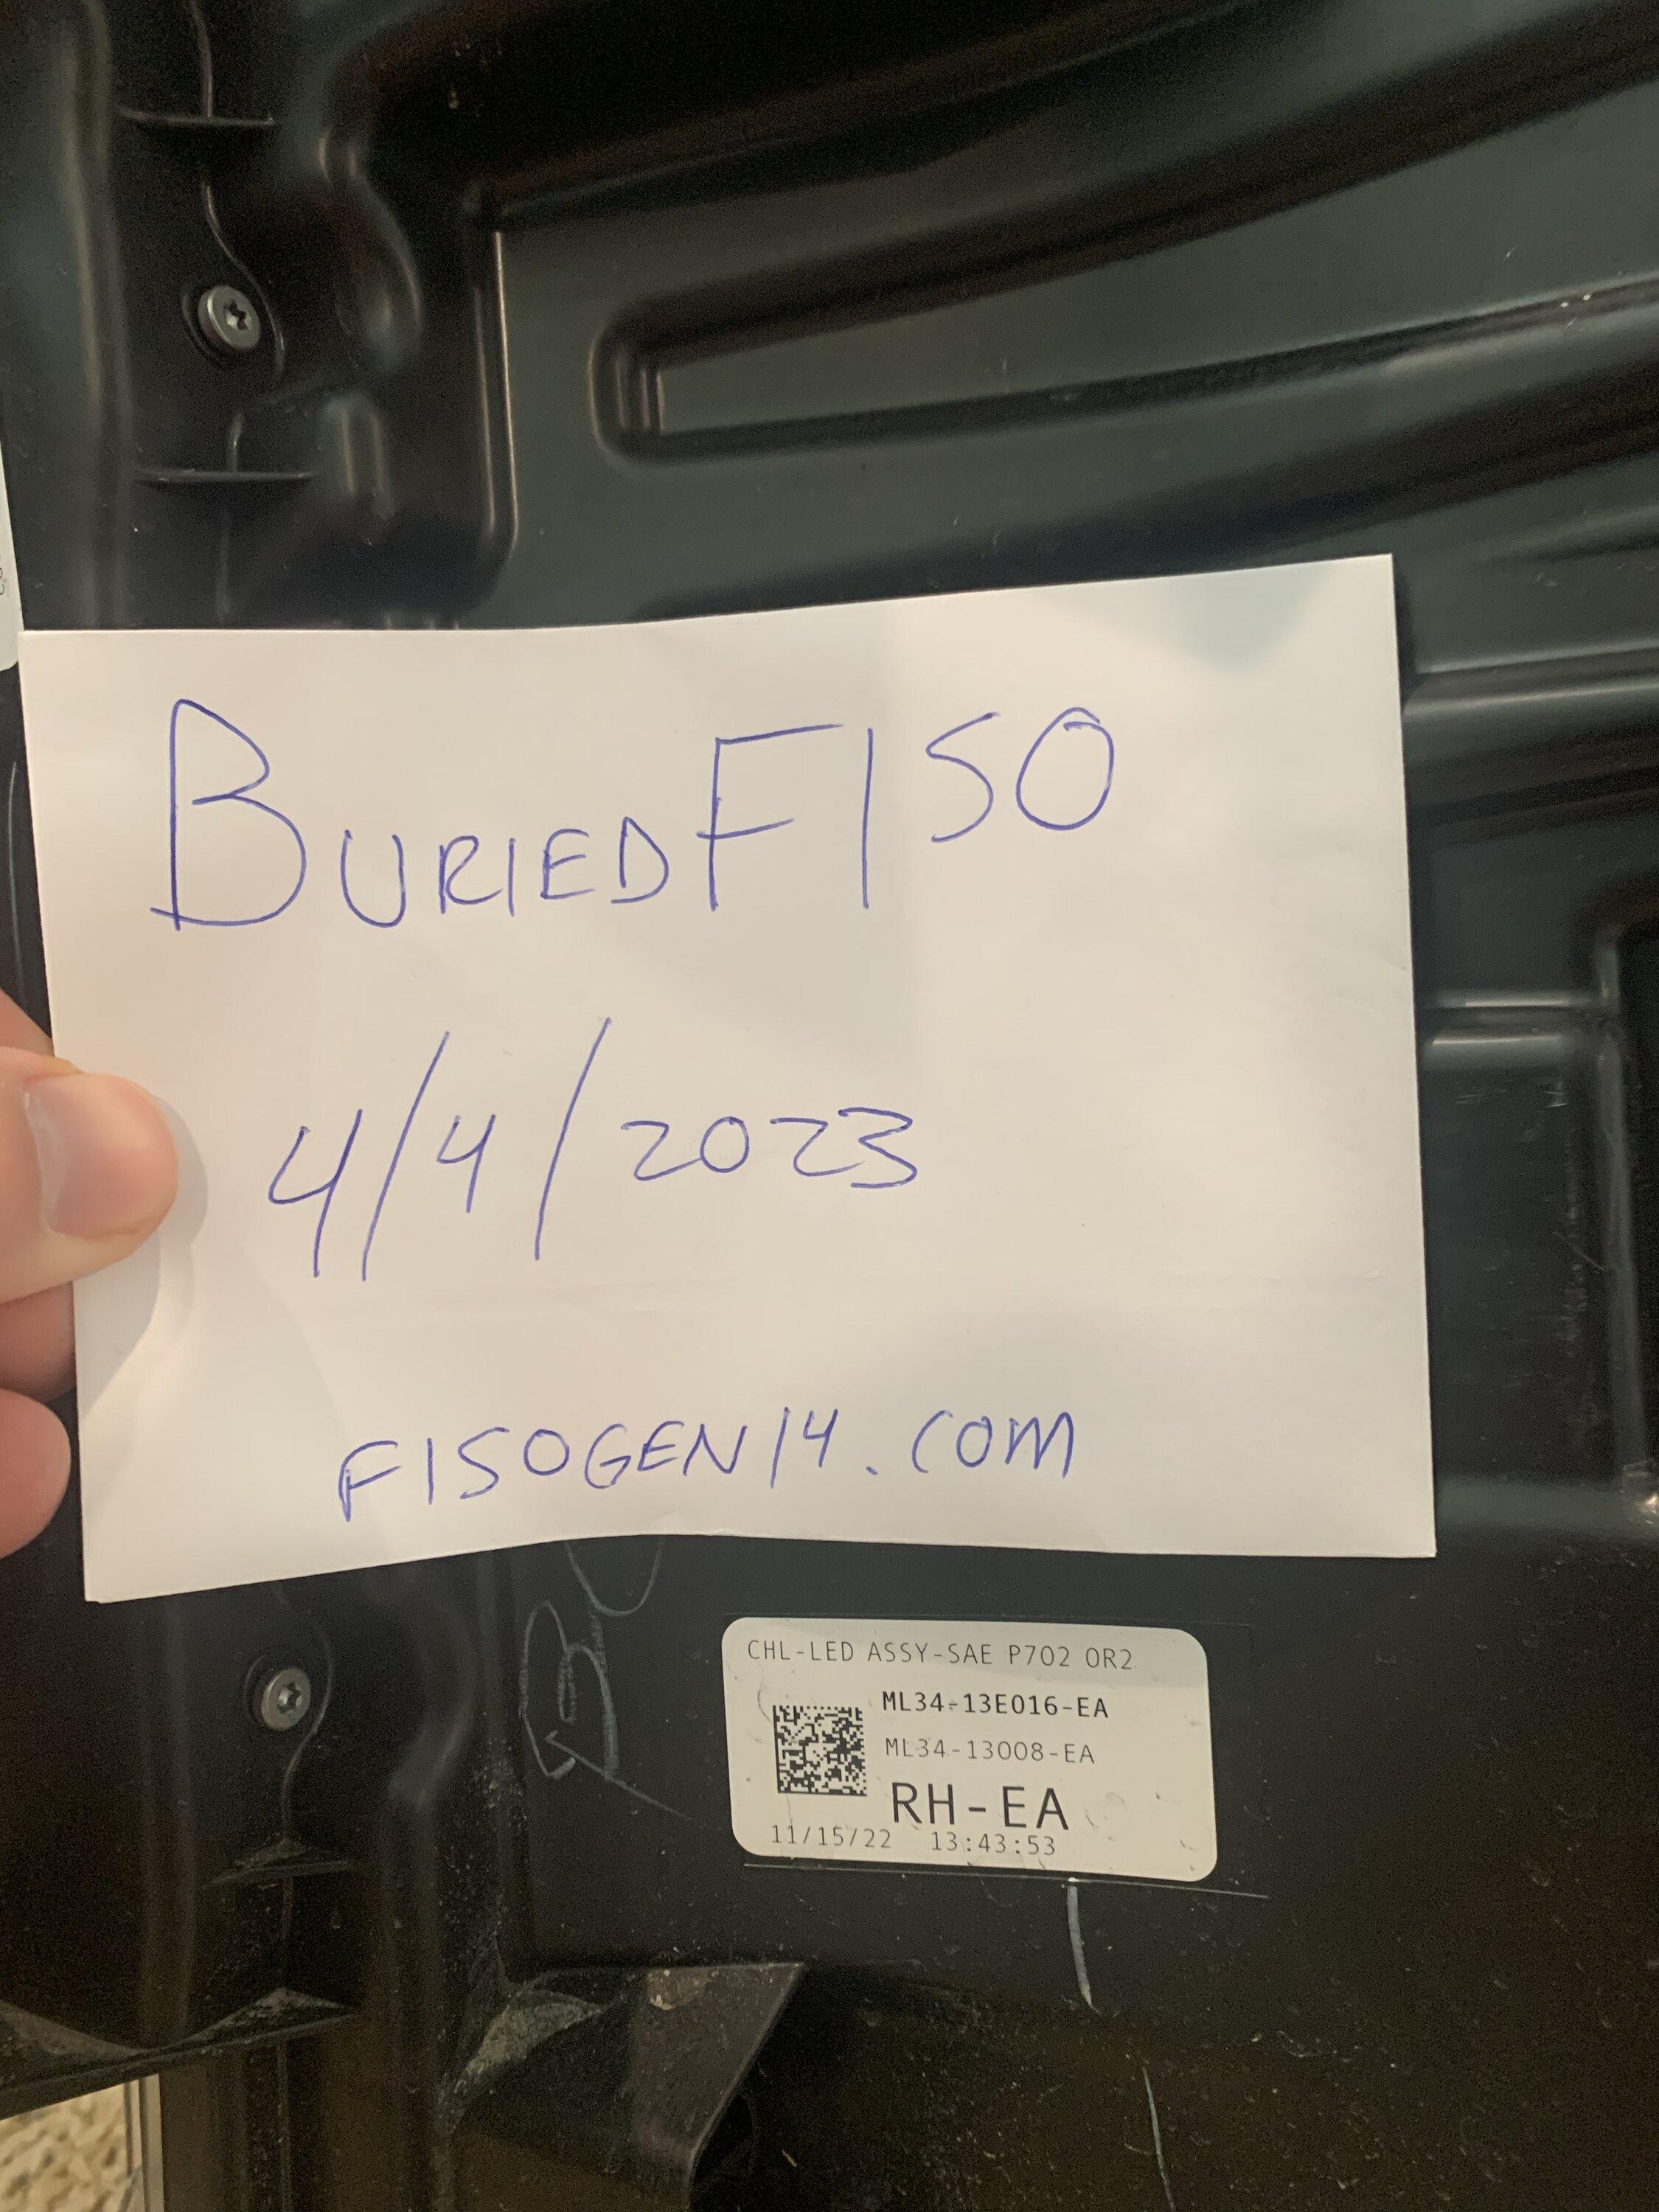 BURIEDF150
4/4/2023
F150GEN14.COM
CHL-LED ASSY-SAE P702 OR2
ML34-13E016-EA
ML34-13008-EA
RH-EA
11/15/22 13:43:53